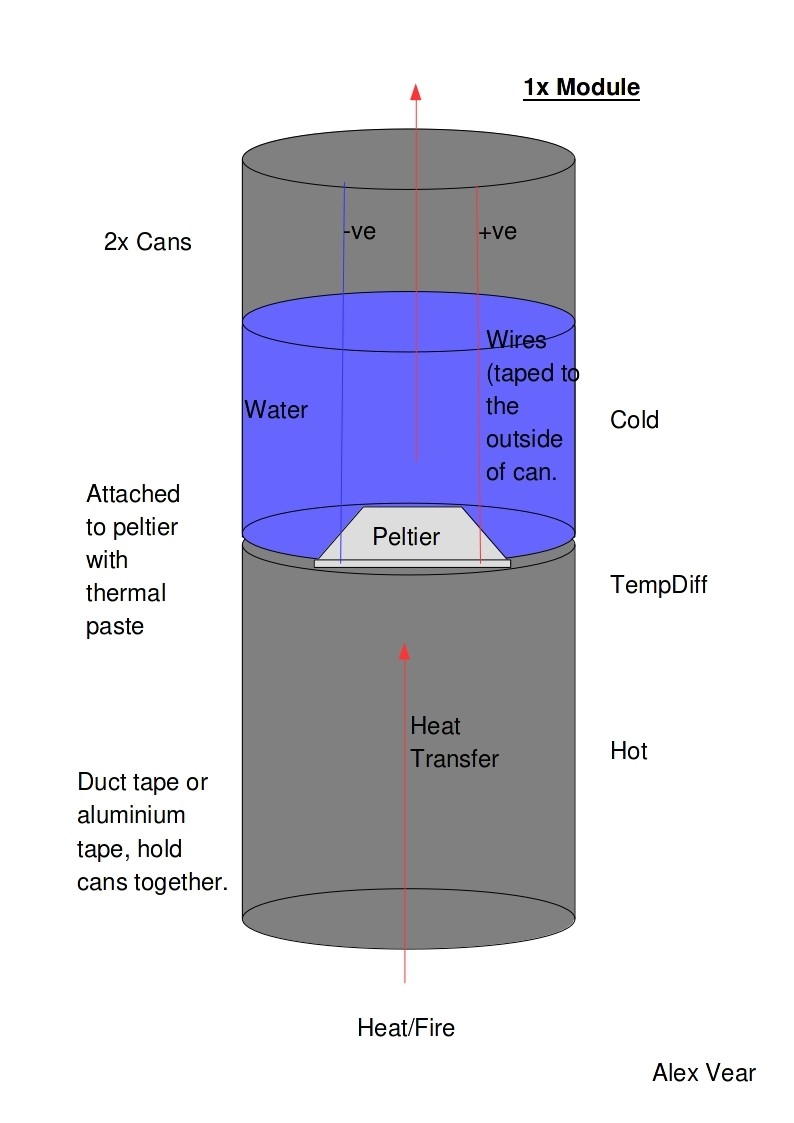 1x Module
2x Cans
-ve
+ve
Wires
(taped to
the
outside
of can.
Water
Cold
Attached
to peltier
with
thermal
paste
Peltier
TempDiff
Heat
Transfer
Hot
Duct tape or
aluminium
tape, hold
cans together.
Heat/Fire
Alex Vear